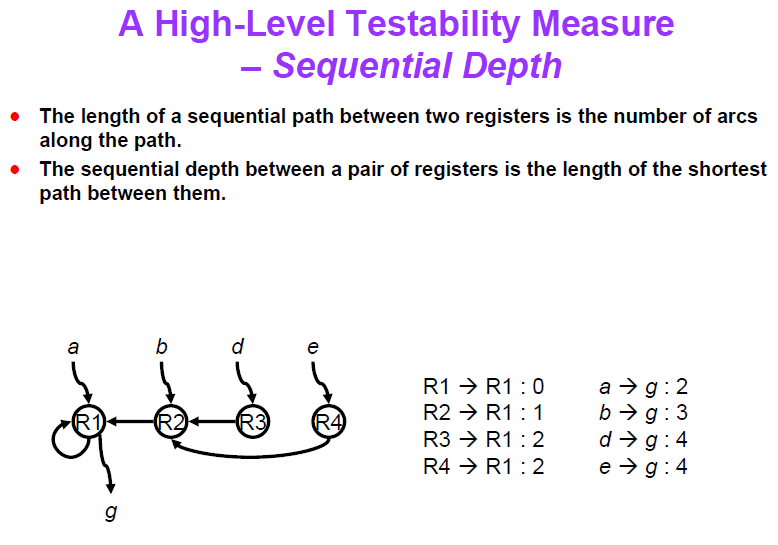 A High-Level Testability Measure
– Sequential Depth
• The length of a sequential path between two registers is the number of arcs
along the path.
• The sequential depth between a pair of registers is the length of the shortest
path between them.
a b d e
R1 R2 R3 R4
g
R1 → R1 : 0 a → g : 2
R2 → R1 : 1 b → g : 3
R3 → R1 : 2 d → g : 4
R4 → R1 : 2 e → g : 4